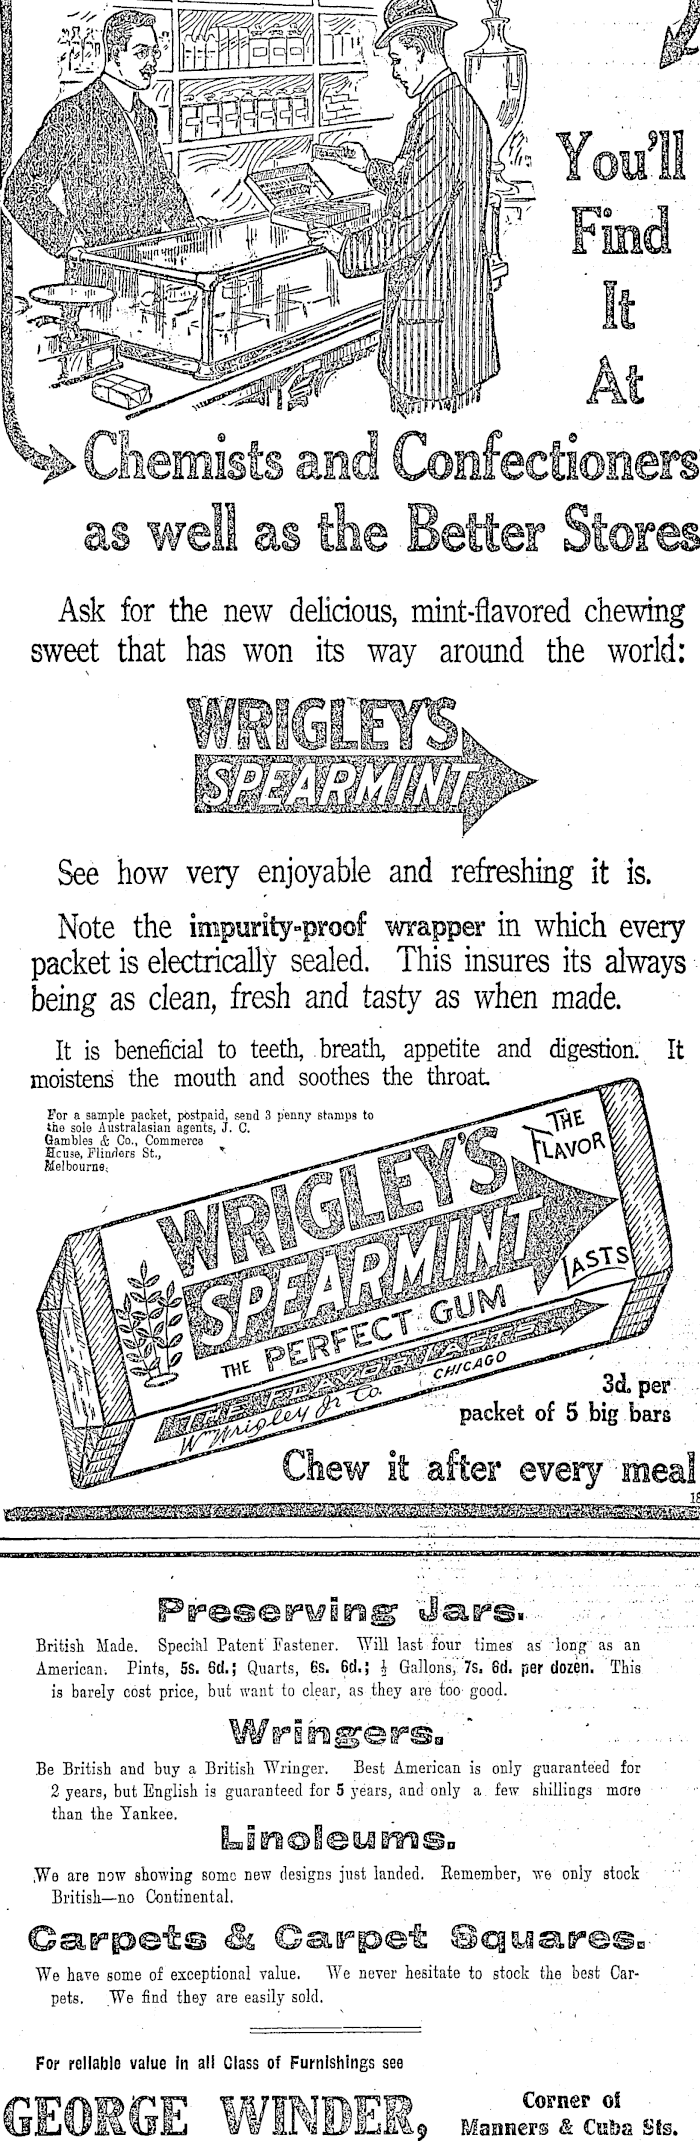 You'll
Find
It
At
Chemists and Confectioners
as well as the Better Stores
Ask for the new delicious, mint-flavored chewing
sweet that has won its way around the world:
WRIGLEY'S
SPEARMINT
See how very enjoyable and refreshing it is.
Note the impurity-proof wrapper in which every
packet is electrically sealed. This insures its always
being as clean, fresh and tasty as when made.
It is beneficial to teeth, breath, appetite and digestion. It
moistens the mouth and soothes the throat.
For a sample packet, postpaid, send 3 penny stamps to
the sole Australasian agents, J. C.
Gambles & Co., Commerce
House, Flinders St.,
Melbourne.
THE
FLAVOR
WRIGLEY'S
SPEARMINT
LASTS
THE PERFECT GUM
THE FLAVOR LASTS
Wm Wrigley Jr Co. CHICAGO
3d. per
packet of 5 big bars
Chew it after every meal
18
Preserving Jars.
British Made. Special Patent Fastener. Will last four times as long as an
American. Pints, 5s. 6d.; Quarts, 6s. 6d.; ½ Gallons, 7s. 6d. per dozen. This
is barely cost price, but want to clear, as they are too good.
Wringers.
Be British and buy a British Wringer. Best American is only guaranteed for
2 years, but English is guaranteed for 5 years, and only a few shillings more
than the Yankee.
Linoleums.
We are now showing some new designs just landed. Remember, we only stock
British—no Continental.
Carpets & Carpet Squares.
We have some of exceptional value. We never hesitate to stock the best Car-
pets. We find they are easily sold.
For reliable value in all Class of Furnishings see
GEORGE WINDER,
Corner of
Manners & Cuba Sts.